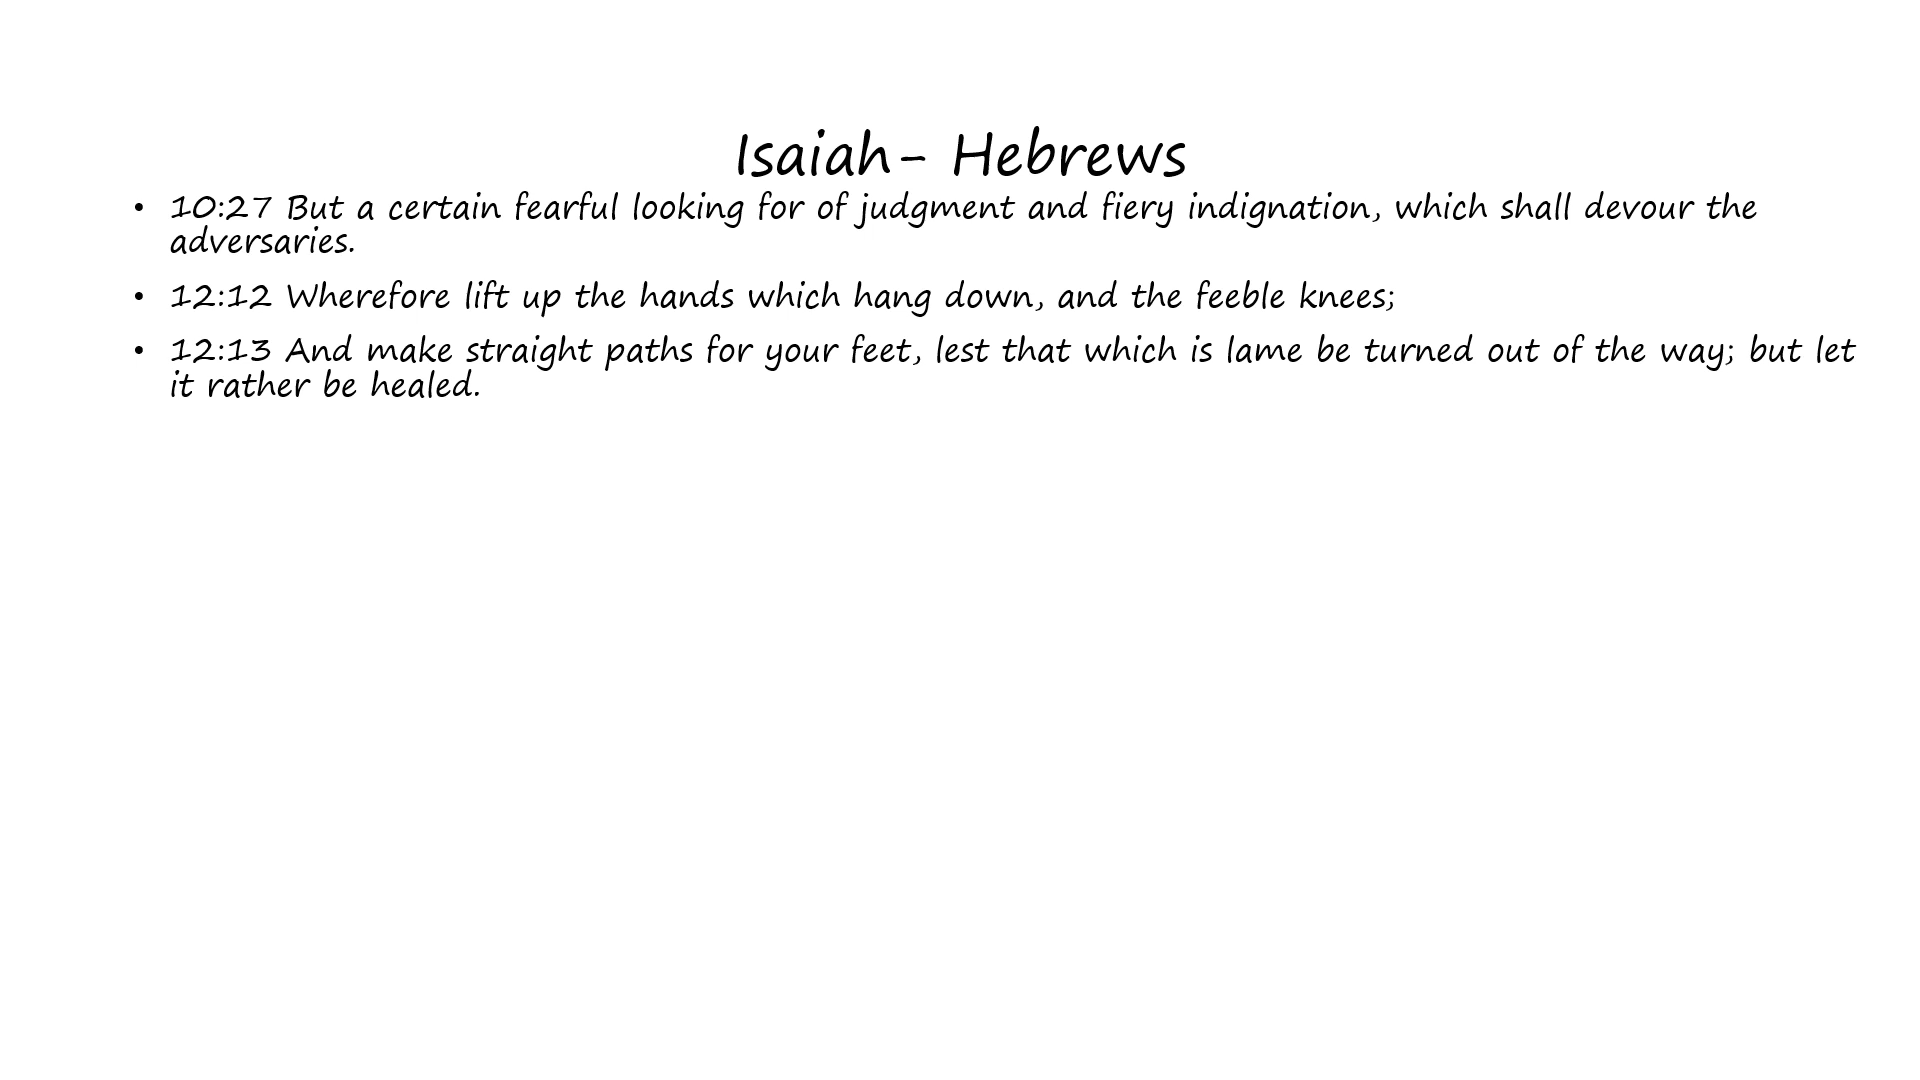 Isaiah- Hebrews
• 10:27 But a certain fearful looking for of judgment and fiery indignation, which shall devour the
adversaries.
• 12:12 Wherefore lift up the hands which hang down, and the feeble knees;
• 12:13 And make straight paths for your feet, lest that which is lame be turned out of the way; but let
it rather be healed.